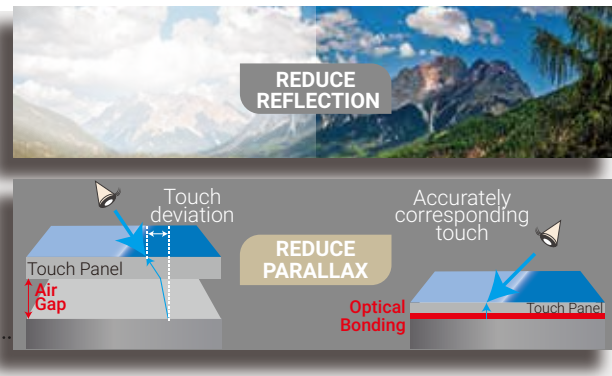 REDUCE
REFLECTION
Touch
deviation
Accurately
corresponding
touch
REDUCE
PARALLAX
Touch Panel
Air
Gap
Optical
Bonding
Touch Panel
..